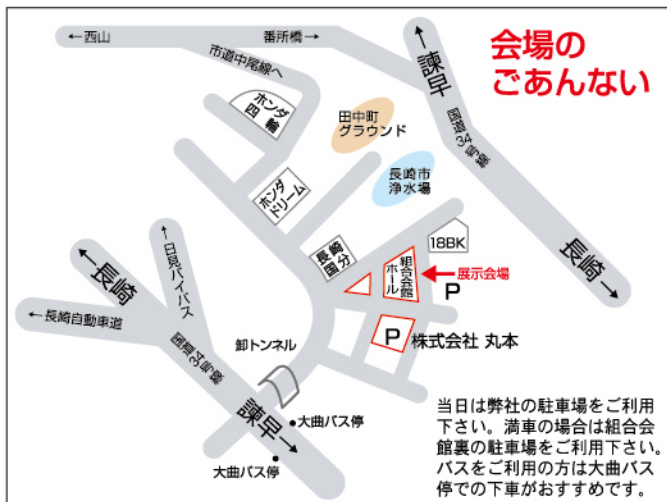 会場の
ごあんない
←西山
番所橋→
市道中尾線へ
←諫早
国道34号線
長崎→
ホンダ
四輪
田中町
グラウンド
長崎市
浄水場
ホンダ
ドリーム
長崎
国分
18BK
組合会館
ホール
←展示会場
P
P
株式会社 丸本
←長崎
←日見バイパス
←長崎自動車道
国道34号線
諫早→
卸トンネル
大曲バス停
大曲バス停
当日は弊社の駐車場をご利用
下さい。満車の場合は組合会
館裏の駐車場をご利用下さい。
バスをご利用の方は大曲バス
停での下車がおすすめです。